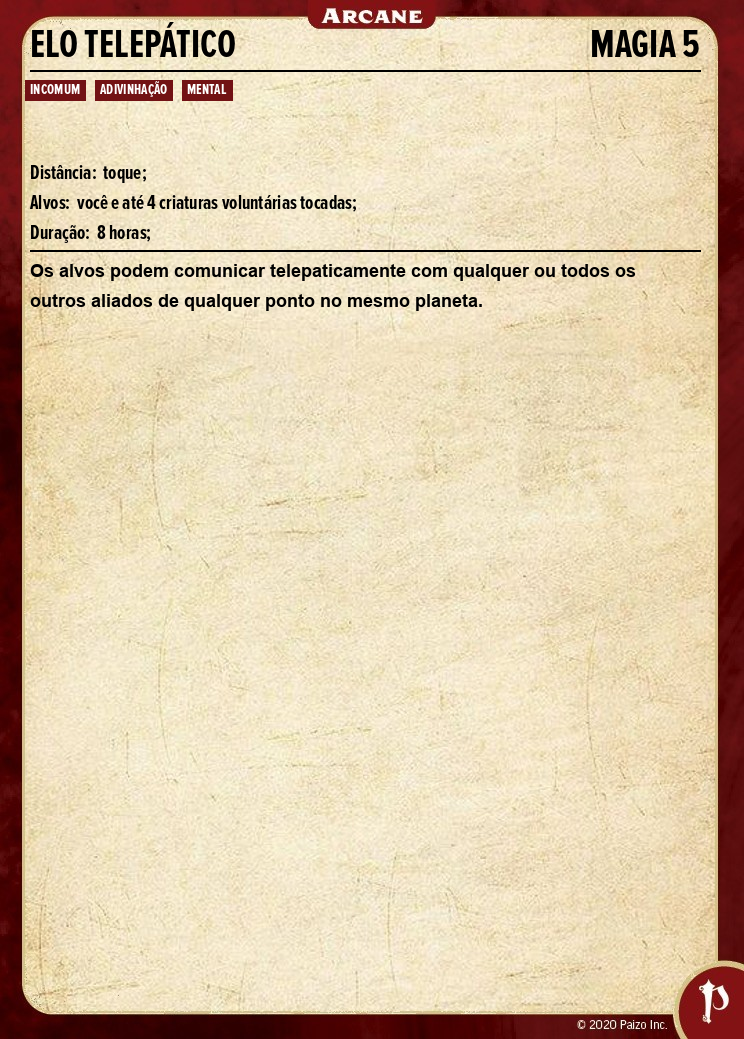 ARCANE
ELO TELEPÁTICO MAGIA 5
INCOMUM ADIVINHAÇÃO MENTAL
Distância: toque;
Alvos: você e até 4 criaturas voluntárias tocadas;
Duração: 8 horas;
Os alvos podem comunicar telepaticamente com qualquer ou todos os
outros aliados de qualquer ponto no mesmo planeta.
© 2020 Paizo Inc.
P